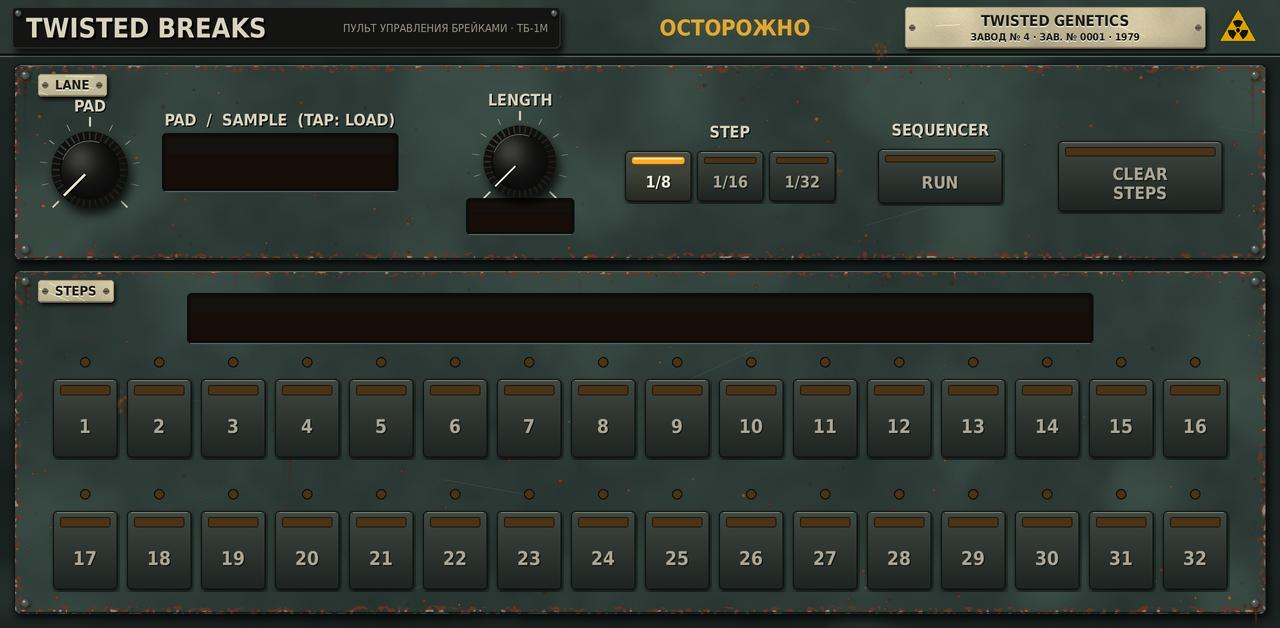 TWISTED BREAKS
ПУЛЬТ УПРАВЛЕНИЯ БРЕЙКАМИ · ТБ-1М
ОСТОРОЖНО
TWISTED GENETICS
ЗАВОД № 4 · ЗАВ. № 0001 · 1979
LANE
PAD
PAD / SAMPLE (TAP: LOAD)
LENGTH
STEP
1/8
1/16
1/32
SEQUENCER
RUN
CLEAR
STEPS
STEPS
1 2 3 4 5 6 7 8 9 10 11 12 13 14 15 16
17 18 19 20 21 22 23 24 25 26 27 28 29 30 31 32